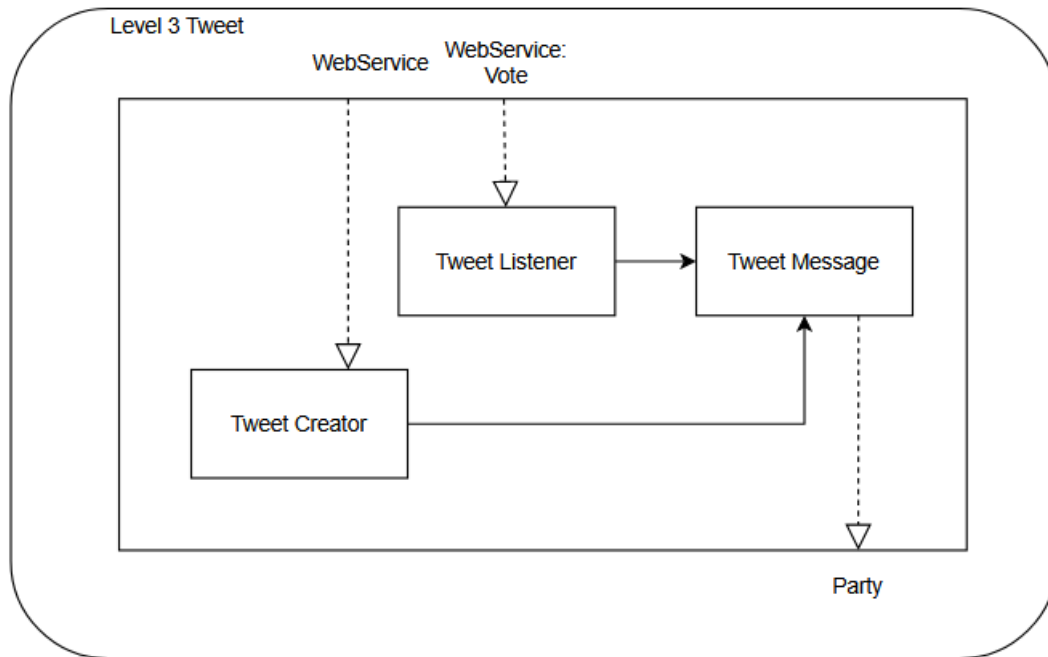 Level 3 Tweet
WebService
WebService:
Vote
Tweet Listener
Tweet Message
Tweet Creator
Party